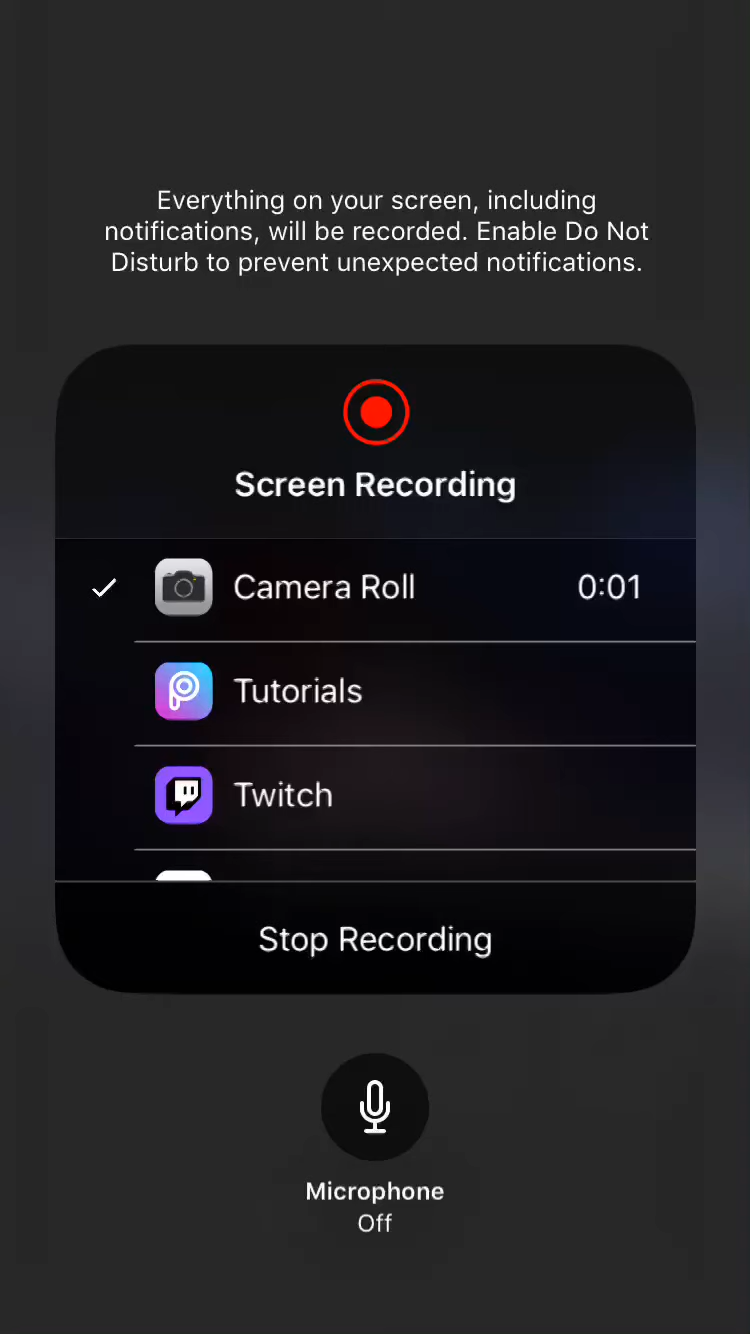 Everything on your screen, including
notifications, will be recorded. Enable Do Not
Disturb to prevent unexpected notifications.
Screen Recording
Camera Roll 0:01
Tutorials
Twitch
Stop Recording
Microphone
Off